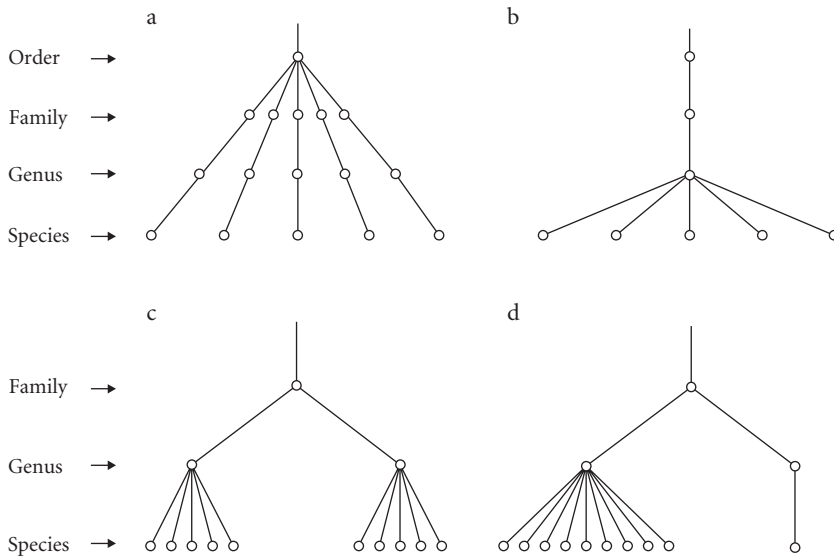 a
b
Order
Family
Genus
Species
c
d
Family
Genus
Species